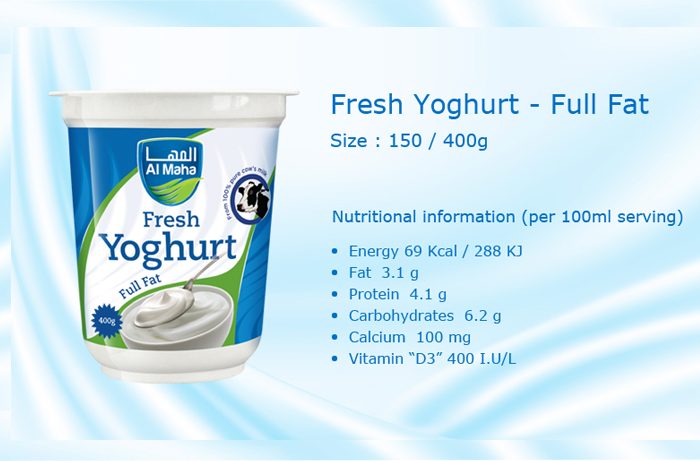 Fresh Yoghurt - Full Fat
Size : 150 / 400g
المها
Al Maha
From 100% pure cow's milk
Fresh
Yoghurt
Full Fat
400g
Nutritional information (per 100ml serving)
• Energy 69 Kcal / 288 KJ
• Fat 3.1 g
• Protein 4.1 g
• Carbohydrates 6.2 g
• Calcium 100 mg
• Vitamin “D3” 400 I.U/L